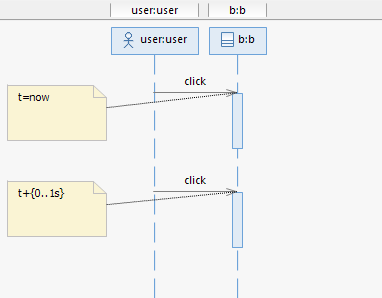 user:user b:b
user:user b:b
click
t=now
click
t+{0..1s}